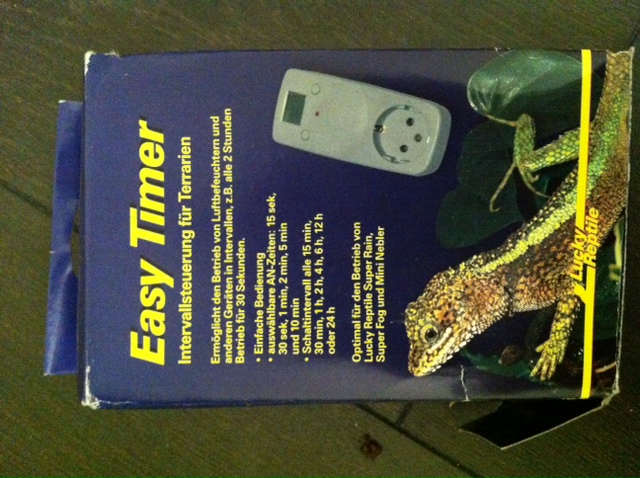 Easy Timer
Intervallsteuerung für Terrarien
Ermöglicht den Betrieb von Luftbefeuchtern und
anderen Geräten in Intervallen, z.B. alle 2 Stunden
Betrieb für 30 Sekunden.
• Einfache Bedienung
• auswählbare AN-Zeiten: 15 sek,
30 sek, 1 min, 2 min, 5 min
und 10 min
• Schaltintervall alle 15 min,
30 min, 1 h, 2 h, 4 h, 6 h, 12 h
oder 24 h
Optimal für den Betrieb von
Lucky Reptile Super Rain,
Super Fog und Mini Nebler
Lucky
Reptile